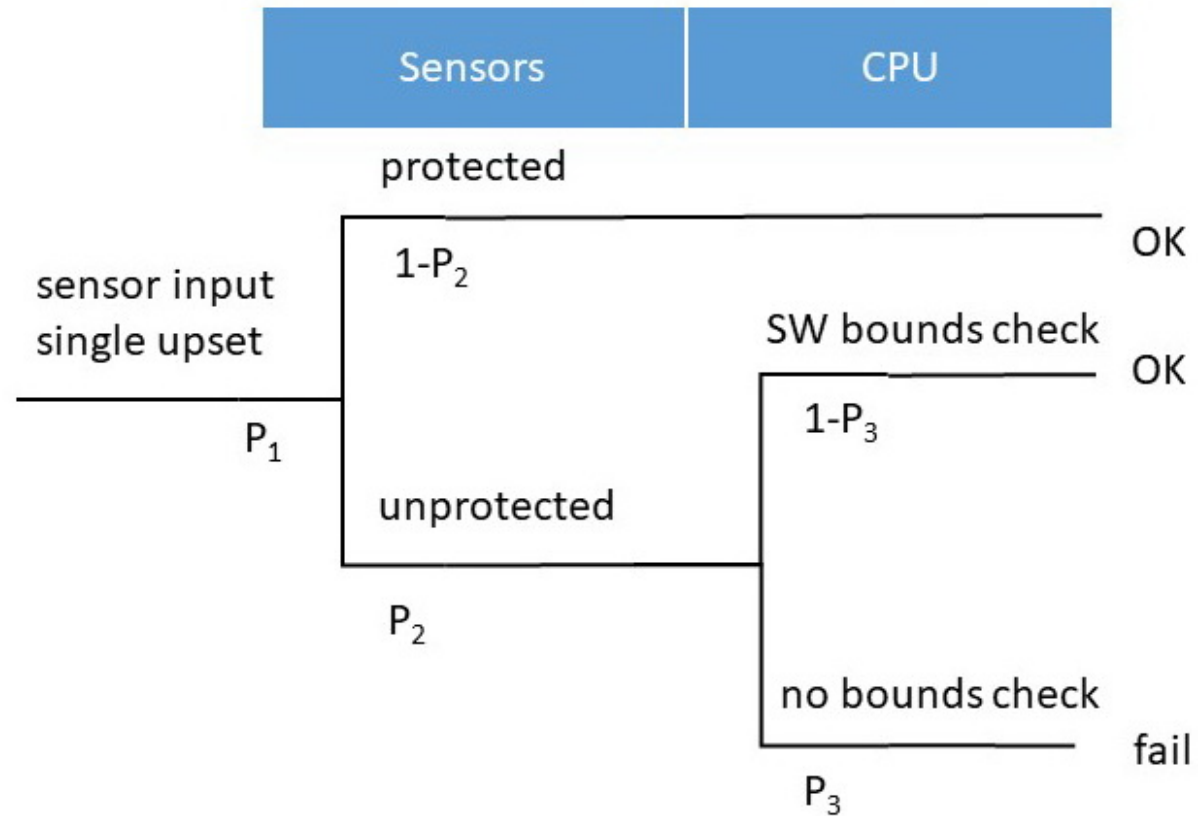 Sensors
CPU
protected
1-P₂
OK
sensor input
single upset
P₁
SW bounds check
OK
1-P₃
unprotected
P₂
no bounds check
fail
P₃